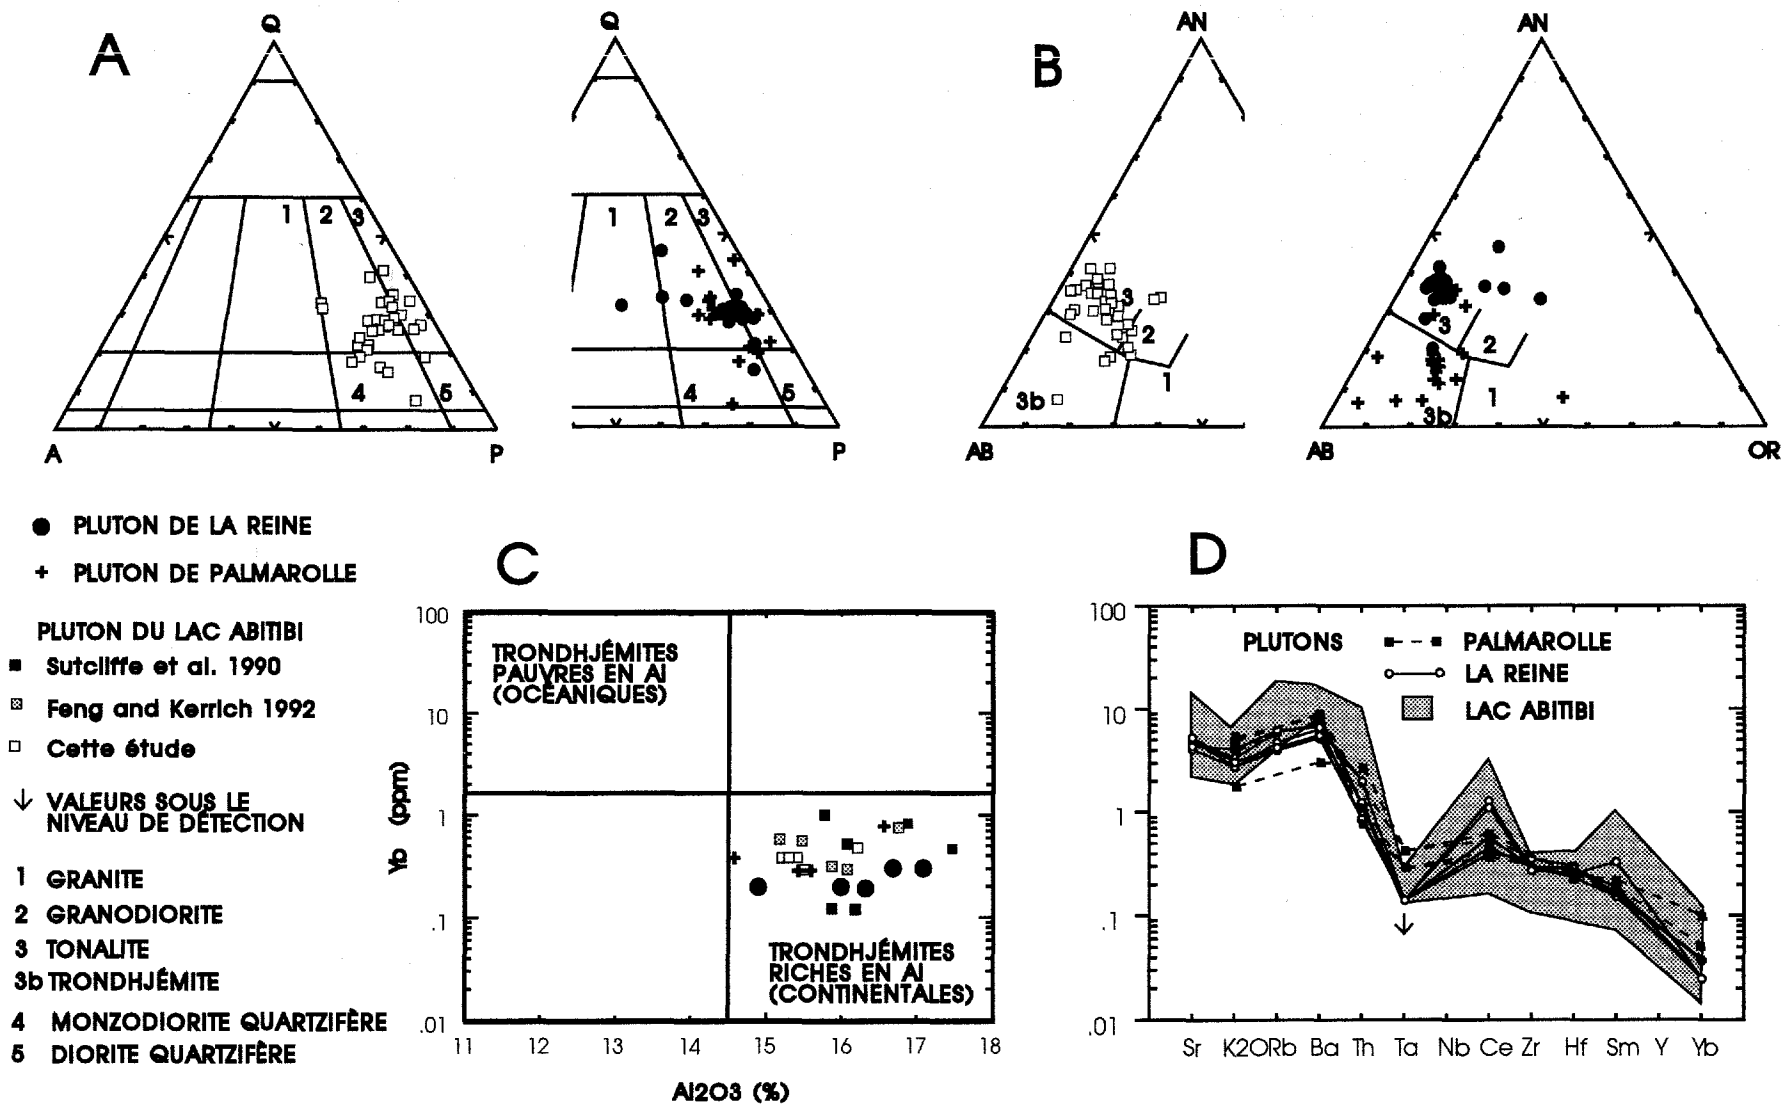 A
Q
1
2
3
4
5
A
P
Q
1
2
3
4
5
P
B
AN
3
2
1
3b
AB
AN
3
2
1
3b
AB
OR
PLUTON DE LA REINE
PLUTON DE PALMAROLLE
PLUTON DU LAC ABITIBI
Sutcliffe et al. 1990
Feng and Kerrich 1992
Cette étude
VALEURS SOUS LE
NIVEAU DE DÉTECTION
1 GRANITE
2 GRANODIORITE
3 TONALITE
3b TRONDHJÉMITE
4 MONZODIORITE QUARTZIFÈRE
5 DIORITE QUARTZIFÈRE
C
100
10
1
.1
.01
Yb (ppm)
TRONDHJÉMITES
PAUVRES EN Al
(OCÉANIQUES)
TRONDHJÉMITES
RICHES EN Al
(CONTINENTALES)
11 12 13 14 15 16 17 18
Al2O3 (%)
D
100
10
1
.1
.01
PLUTONS PALMAROLLE
LA REINE
LAC ABITIBI
Sr K2O Rb Ba Th Ta Nb Ce Zr Hf Sm Y Yb